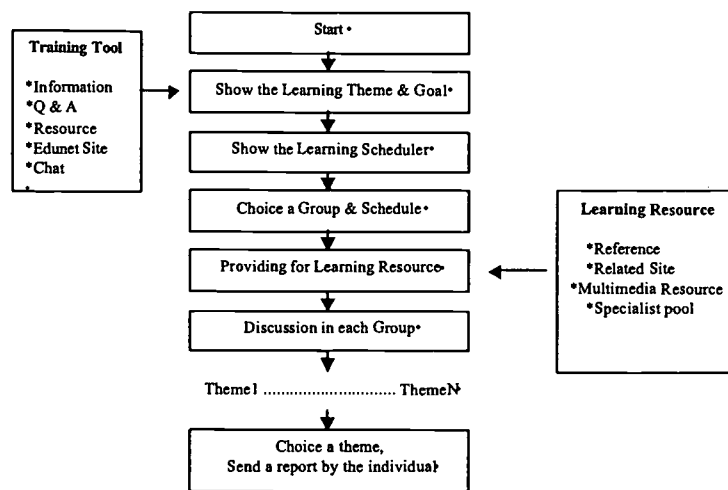 Training Tool
*Information
*Q & A
*Resource
*Edunet Site
*Chat
Start
Show the Learning Theme & Goal
Show the Learning Scheduler
Choice a Group & Schedule
Providing for Learning Resource
Discussion in each Group
Theme1 .............................. ThemeN
Choice a theme,
Send a report by the individual
Learning Resource
*Reference
*Related Site
*Multimedia Resource
*Specialist pool